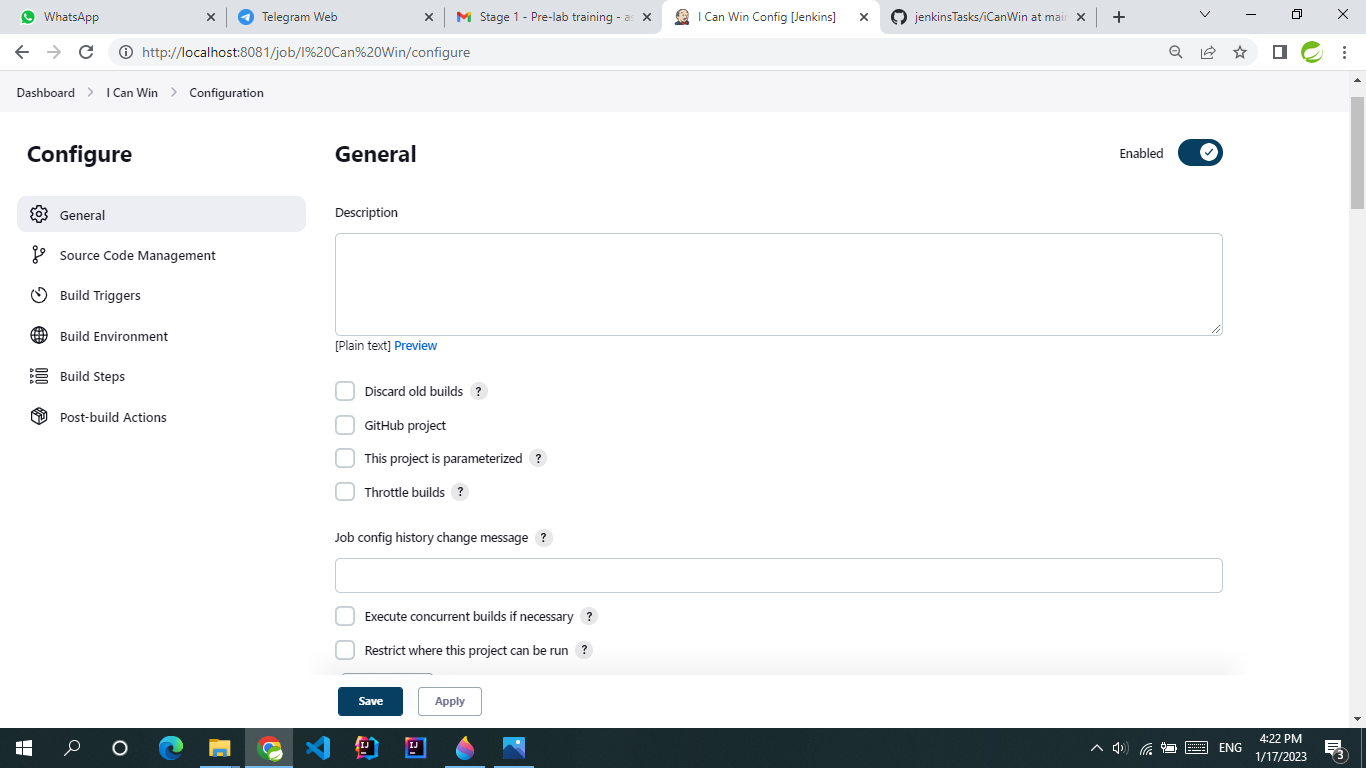 WhatsApp
Telegram Web
Stage 1 - Pre-lab training - as
I Can Win Config [Jenkins]
jenkinsTasks/iCanWin at mai
http://localhost:8081/job/I%20Can%20Win/configure
Dashboard > I Can Win > Configuration
Configure
General
Source Code Management
Build Triggers
Build Environment
Build Steps
Post-build Actions
General
Enabled
Description
[Plain text] Preview
Discard old builds ?
GitHub project
This project is parameterized ?
Throttle builds ?
Job config history change message ?
Execute concurrent builds if necessary ?
Restrict where this project can be run ?
Save
Apply
ENG
4:22 PM
1/17/2023
3